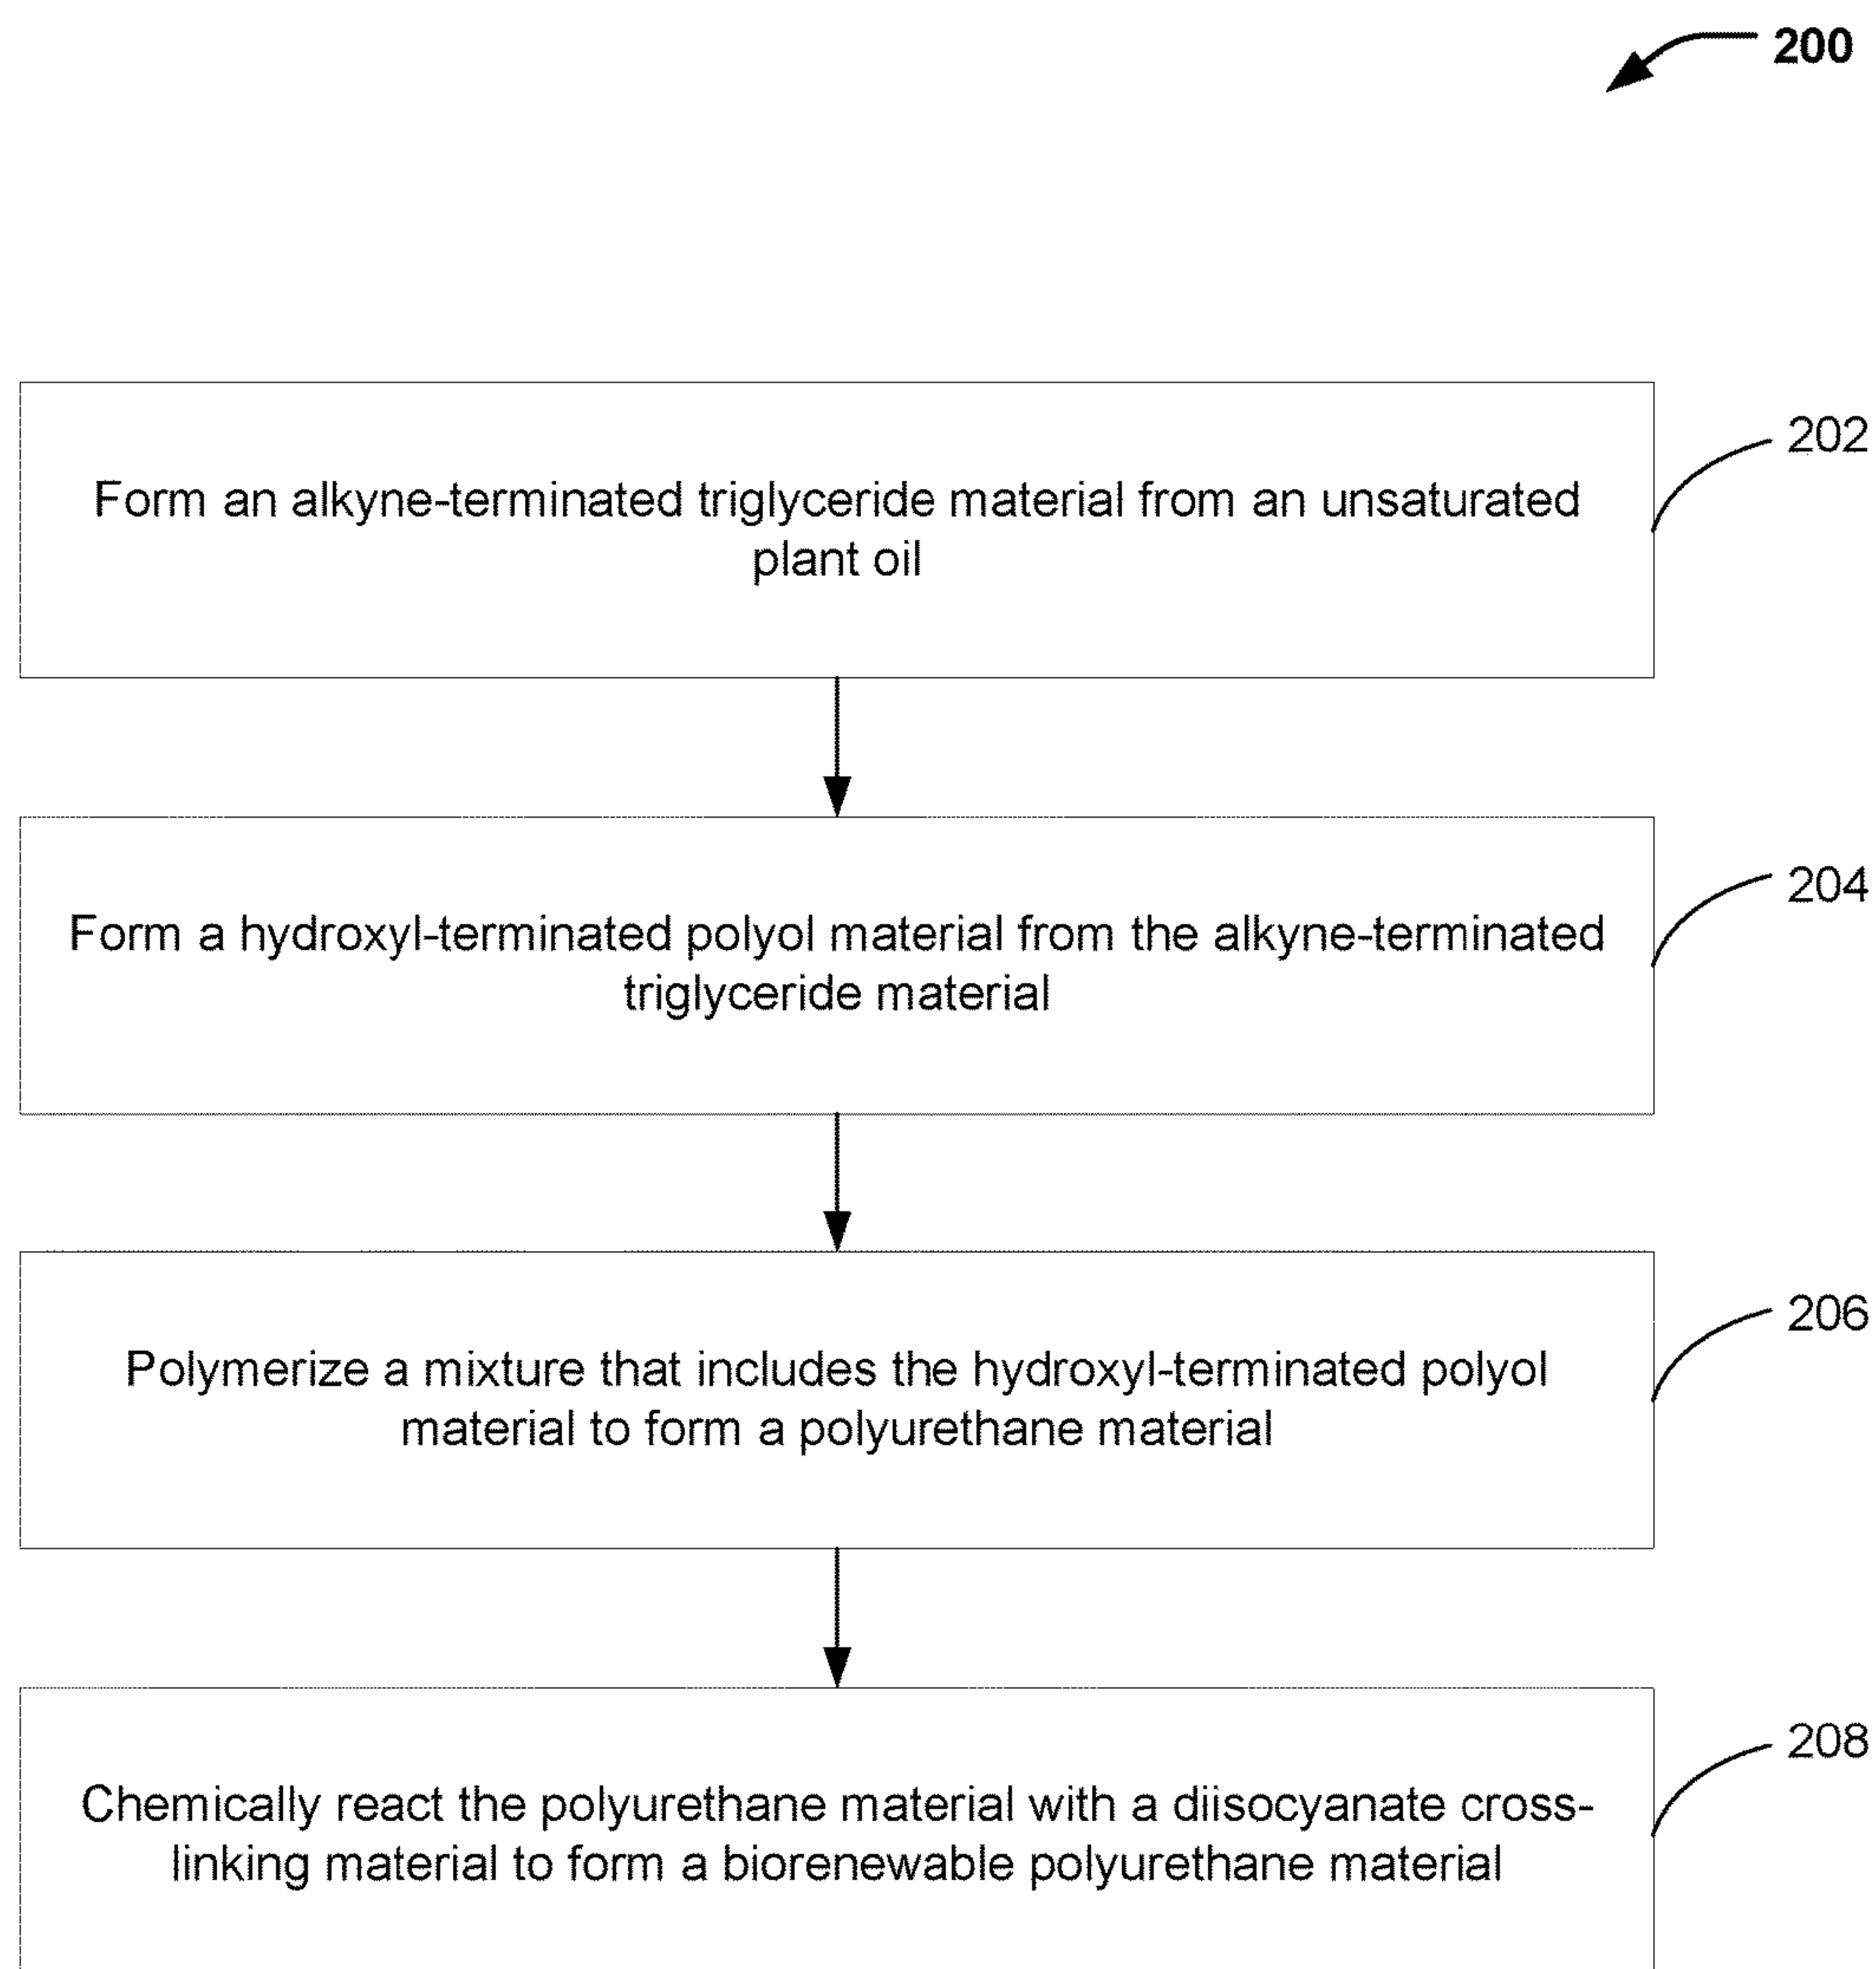 200
Form an alkyne-terminated triglyceride material from an unsaturated
plant oil
202
Form a hydroxyl-terminated polyol material from the alkyne-terminated
triglyceride material
204
Polymerize a mixture that includes the hydroxyl-terminated polyol
material to form a polyurethane material
206
Chemically react the polyurethane material with a diisocyanate cross-
linking material to form a biorenewable polyurethane material
208